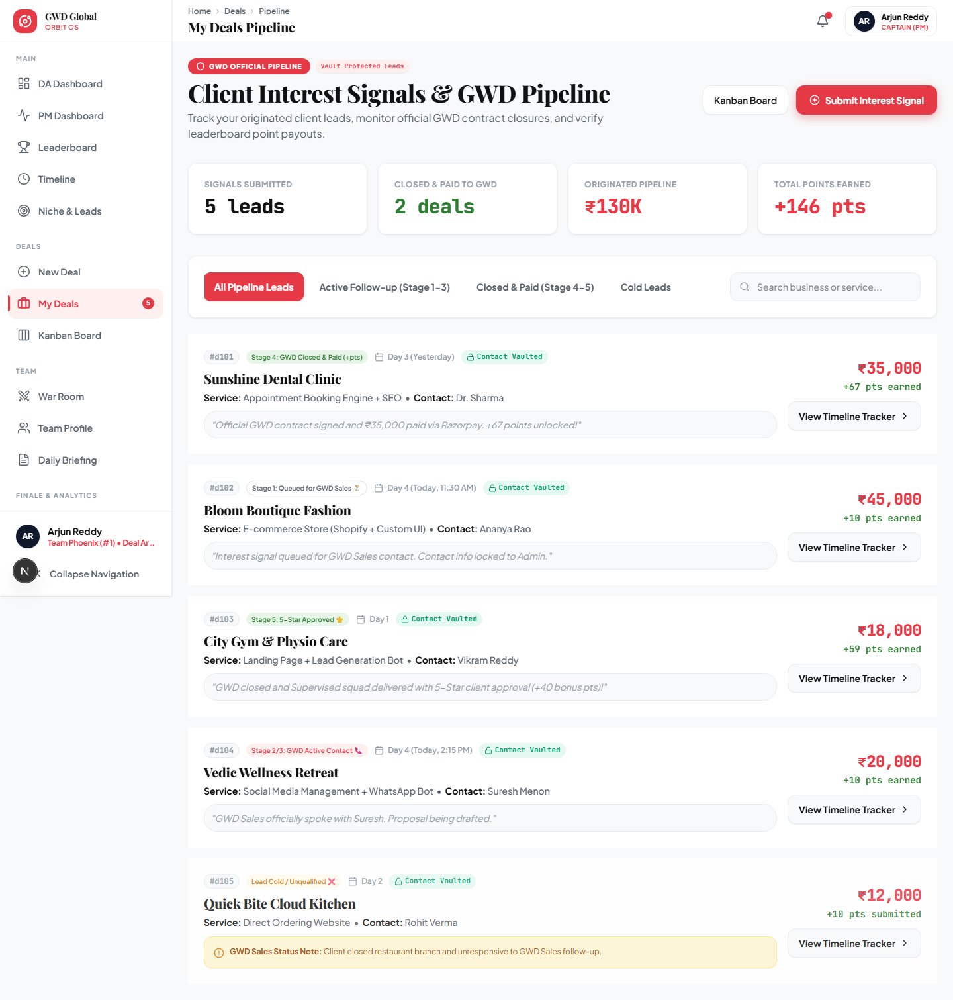 GWD Global
ORBIT OS
Home > Deals > Pipeline
My Deals Pipeline
AR
Arjun Reddy
CAPTAIN (PM)
MAIN
DA Dashboard
PM Dashboard
Leaderboard
Timeline
Niche & Leads
DEALS
New Deal
My Deals 5
Kanban Board
TEAM
War Room
Team Profile
Daily Briefing
FINALE & ANALYTICS
AR
Arjun Reddy
Team Phoenix (#1) • Deal Ar...
N
Collapse Navigation
GWD OFFICIAL PIPELINE Vault Protected Leads
Client Interest Signals & GWD Pipeline
Track your originated client leads, monitor official GWD contract closures, and verify
leaderboard point payouts.
Kanban Board
Submit Interest Signal
SIGNALS SUBMITTED
5 leads
CLOSED & PAID TO GWD
2 deals
ORIGINATED PIPELINE
₹130K
TOTAL POINTS EARNED
+146 pts
All Pipeline Leads Active Follow-up (Stage 1-3) Closed & Paid (Stage 4-5) Cold Leads Search business or service...
#d101 Stage 4: GWD Closed & Paid (+pts) Day 3 (Yesterday) Contact Vaulted
Sunshine Dental Clinic
Service: Appointment Booking Engine + SEO • Contact: Dr. Sharma
"Official GWD contract signed and ₹35,000 paid via Razorpay. +67 points unlocked!"
₹35,000
+67 pts earned
View Timeline Tracker
#d102 Stage 1: Queued for GWD Sales ⏳ Day 4 (Today, 11:30 AM) Contact Vaulted
Bloom Boutique Fashion
Service: E-commerce Store (Shopify + Custom UI) • Contact: Ananya Rao
"Interest signal queued for GWD Sales contact. Contact info locked to Admin."
₹45,000
+10 pts earned
View Timeline Tracker
#d103 Stage 5: 5-Star Approved ⭐ Day 1 Contact Vaulted
City Gym & Physio Care
Service: Landing Page + Lead Generation Bot • Contact: Vikram Reddy
"GWD closed and Supervised squad delivered with 5-Star client approval (+40 bonus pts)!"
₹18,000
+59 pts earned
View Timeline Tracker
#d104 Stage 2/3: GWD Active Contact 📞 Day 4 (Today, 2:15 PM) Contact Vaulted
Vedic Wellness Retreat
Service: Social Media Management + WhatsApp Bot • Contact: Suresh Menon
"GWD Sales officially spoke with Suresh. Proposal being drafted."
₹20,000
+10 pts earned
View Timeline Tracker
#d105 Lead Cold / Unqualified ❌ Day 2 Contact Vaulted
Quick Bite Cloud Kitchen
Service: Direct Ordering Website • Contact: Rohit Verma
GWD Sales Status Note: Client closed restaurant branch and unresponsive to GWD Sales follow-up.
₹12,000
+10 pts submitted
View Timeline Tracker